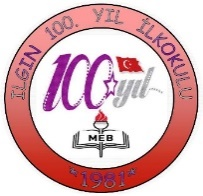 ILGIN 100. YIL İLKOKULU
100.yıl
MEB
*1981*